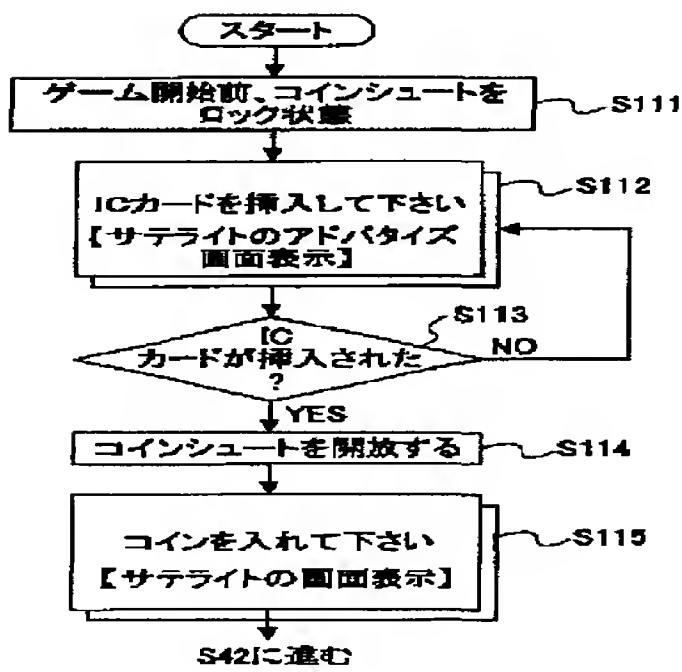 スタート
ゲーム開始前、コインシュートを
ロック状態
S111
ICカードを挿入して下さい
【サテライトのアドバタイズ
画面表示】
S112
IC
カードが挿入された
?
S113
NO
YES
コインシュートを開放する
S114
コインを入れて下さい
【サテライトの画面表示】
S115
S42に進む